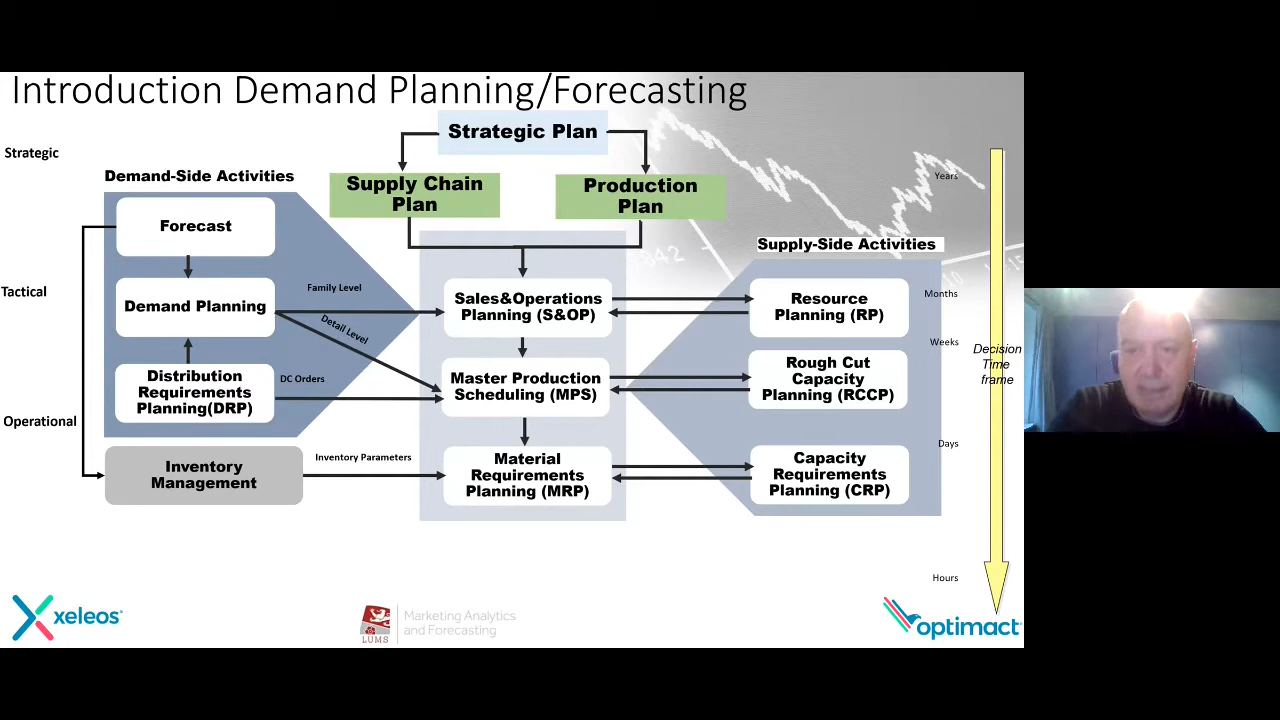 Introduction Demand Planning/Forecasting
Strategic Plan
Strategic
Demand-Side Activities
Supply Chain
Plan
Production
Plan
Years
Forecast
Supply-Side Activities
Tactical
Demand Planning
Family Level
Detail Level
Sales&Operations
Planning (S&OP)
Resource
Planning (RP)
Months
Weeks
Decision
Time
frame
Distribution
Requirements
Planning(DRP)
DC Orders
Master Production
Scheduling (MPS)
Rough Cut
Capacity
Planning (RCCP)
Operational
Days
Inventory
Management
Inventory Parameters
Material
Requirements
Planning (MRP)
Capacity
Requirements
Planning (CRP)
Hours
xeleos
LUMS
Marketing Analytics
and Forecasting
optimact
10
15